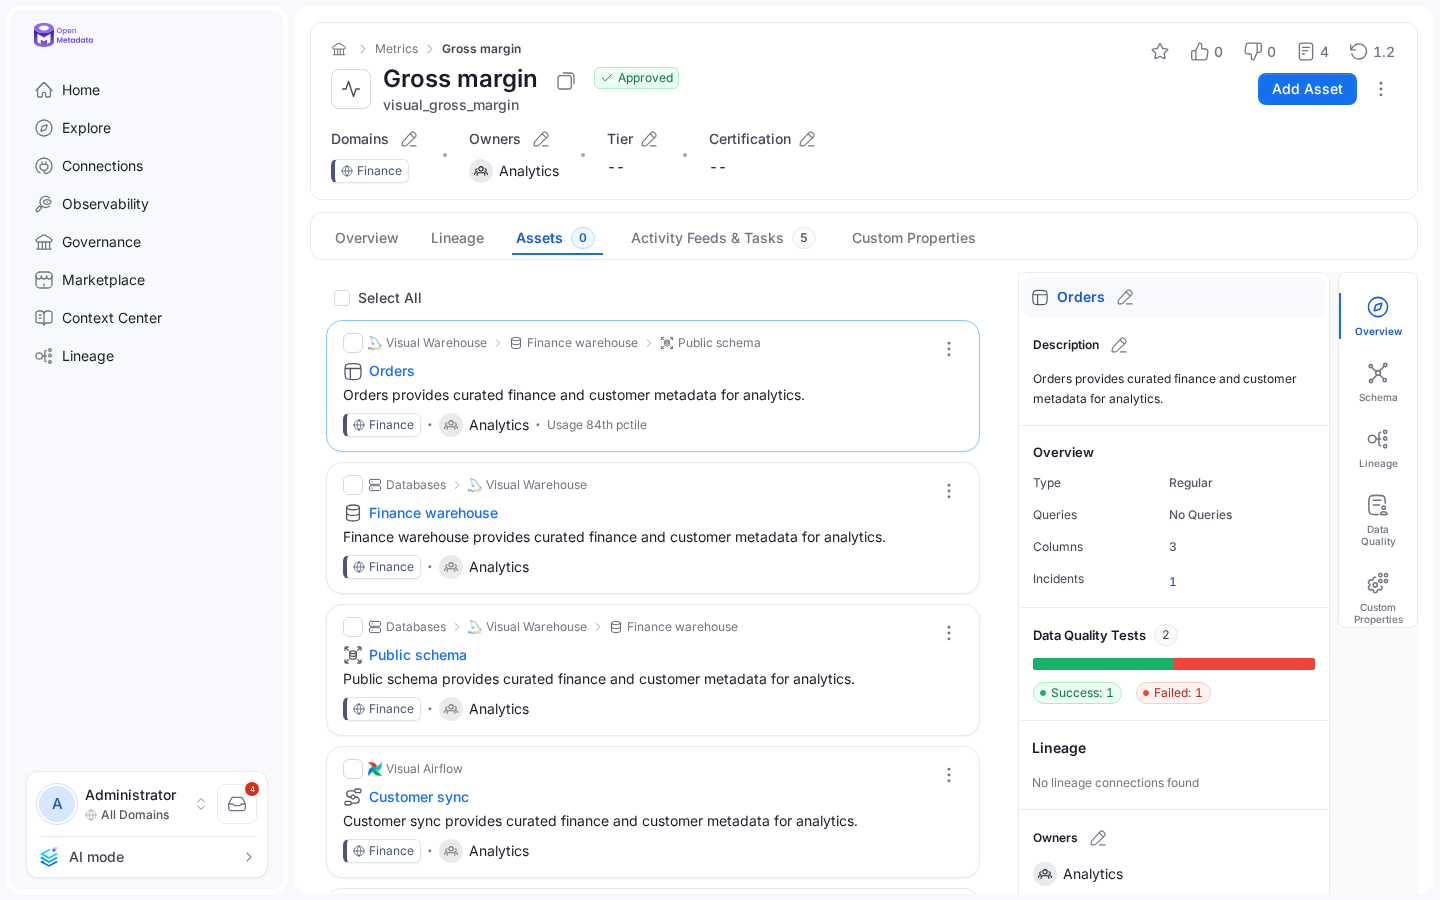 Open
Metadata
Home
Explore
Connections
Observability
Governance
Marketplace
Context Center
Lineage
A
Administrator
All Domains
4
AI mode
Metrics
Gross margin
0
0
4
1.2
Gross margin
Approved
visual_gross_margin
Add Asset
Domains
Owners
Tier
Certification
Finance
Analytics
--
--
Overview
Lineage
Assets 0
Activity Feeds & Tasks 5
Custom Properties
Select All
Visual Warehouse
Finance warehouse
Public schema
Orders
Orders provides curated finance and customer metadata for analytics.
Finance
Analytics
Usage 84th pctile
Databases
Visual Warehouse
Finance warehouse
Finance warehouse provides curated finance and customer metadata for analytics.
Finance
Analytics
Databases
Visual Warehouse
Finance warehouse
Public schema
Public schema provides curated finance and customer metadata for analytics.
Finance
Analytics
Visual Airflow
Customer sync
Customer sync provides curated finance and customer metadata for analytics.
Finance
Analytics
Orders
Description
Orders provides curated finance and customer
metadata for analytics.
Overview
Type Regular
Queries No Queries
Columns 3
Incidents 1
Data Quality Tests 2
Success: 1
Failed: 1
Lineage
No lineage connections found
Owners
Analytics
Overview
Schema
Lineage
Data
Quality
Custom
Properties